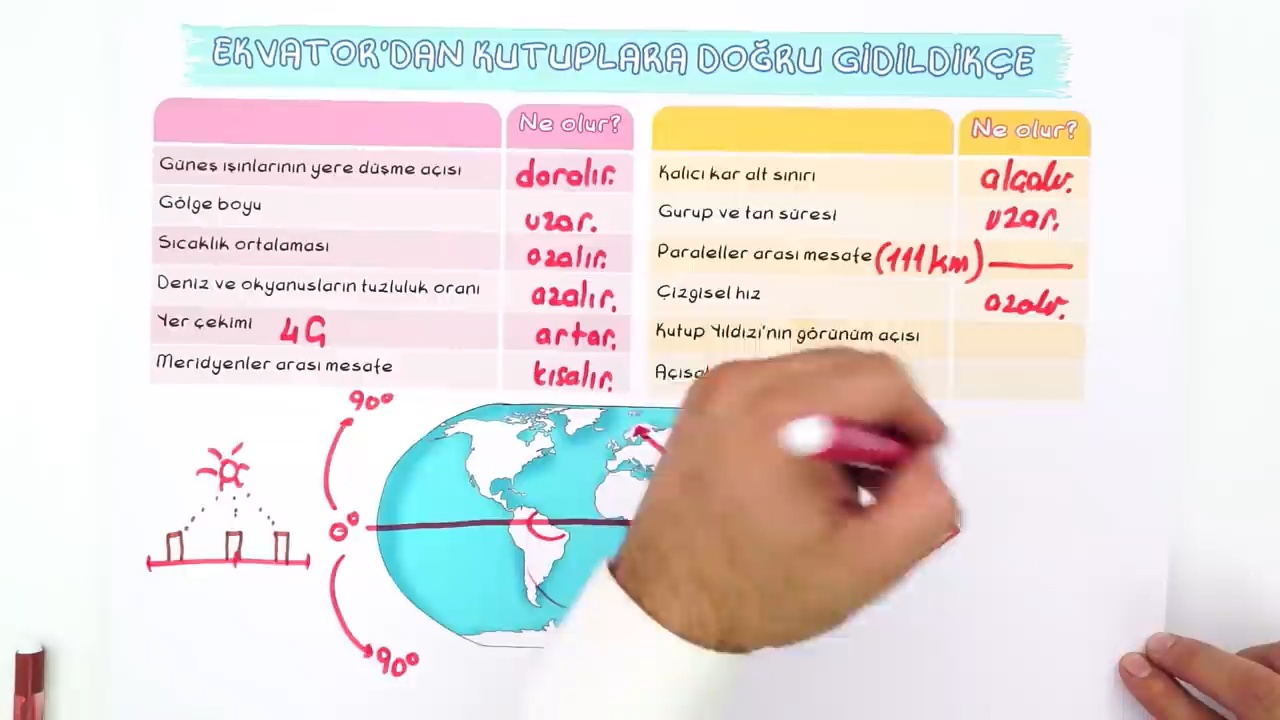 EKVATOR'DAN KUTUPLARA DOĞRU GİDİLDİKÇE
Ne olur?
Güneş ışınlarının yere düşme açısı daralır.
Gölge boyu uzar.
Sıcaklık ortalaması azalır.
Deniz ve okyanusların tuzluluk oranı azalır.
Yer çekimi 4G artar.
Meridyenler arası mesafe kısalır.
Ne olur?
Kalıcı kar alt sınırı alçalır.
Gurup ve tan süresi uzar.
Paraleller arası mesafe (111 km)
Çizgisel hız azalır.
Kutup Yıldızı'nın görünüm açısı
90°
0°
90°